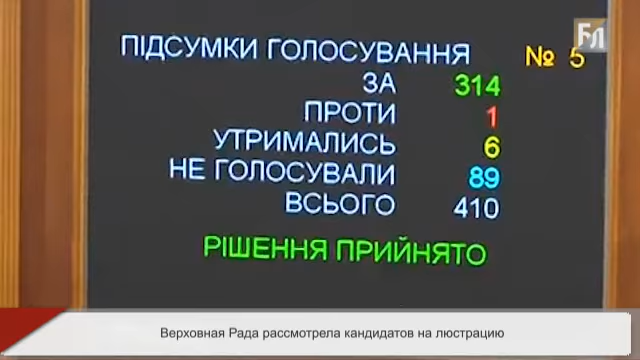 БЛ
ПІДСУМКИ ГОЛОСУВАННЯ № 5
ЗА 314
ПРОТИ 1
УТРИМАЛИСЬ 6
НЕ ГОЛОСУВАЛИ 89
ВСЬОГО 410
РІШЕННЯ ПРИЙНЯТО
Верховная Рада рассмотрела кандидатов на люстрацию